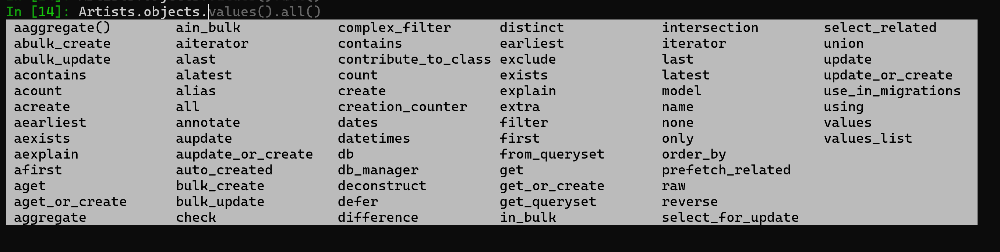 In [14]: Artists.objects.values().all()
aaggregate() ain_bulk complex_filter distinct intersection select_related
abulk_create aiterator contains earliest iterator union
abulk_update alast contribute_to_class exclude last update
acontains alatest count exists latest update_or_create
acount alias create explain model use_in_migrations
acreate all creation_counter extra name using
aearliest annotate dates filter none values
aexists aupdate datetimes first only values_list
aexplain aupdate_or_create db from_queryset order_by
afirst auto_created db_manager get prefetch_related
aget bulk_create deconstruct get_or_create raw
aget_or_create bulk_update defer get_queryset reverse
aggregate check difference in_bulk select_for_update